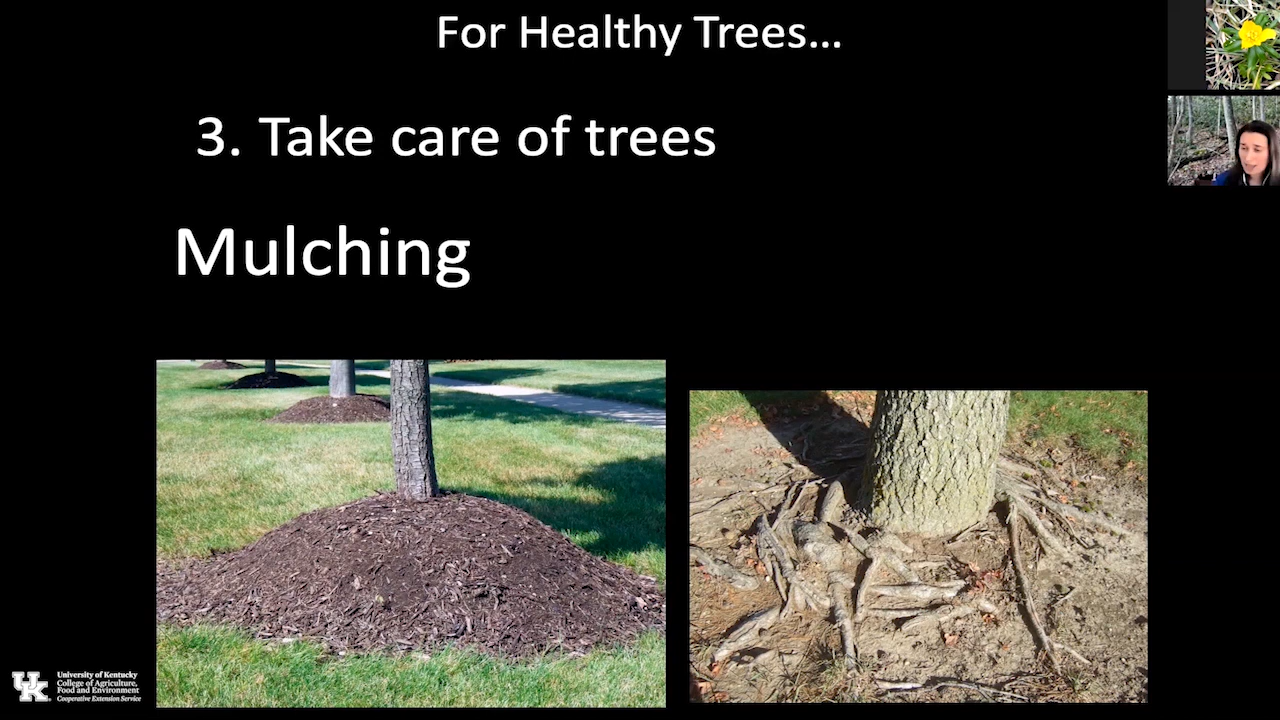 For Healthy Trees...
3. Take care of trees
Mulching
UK
University of Kentucky
College of Agriculture,
Food and Environment
Cooperative Extension Service